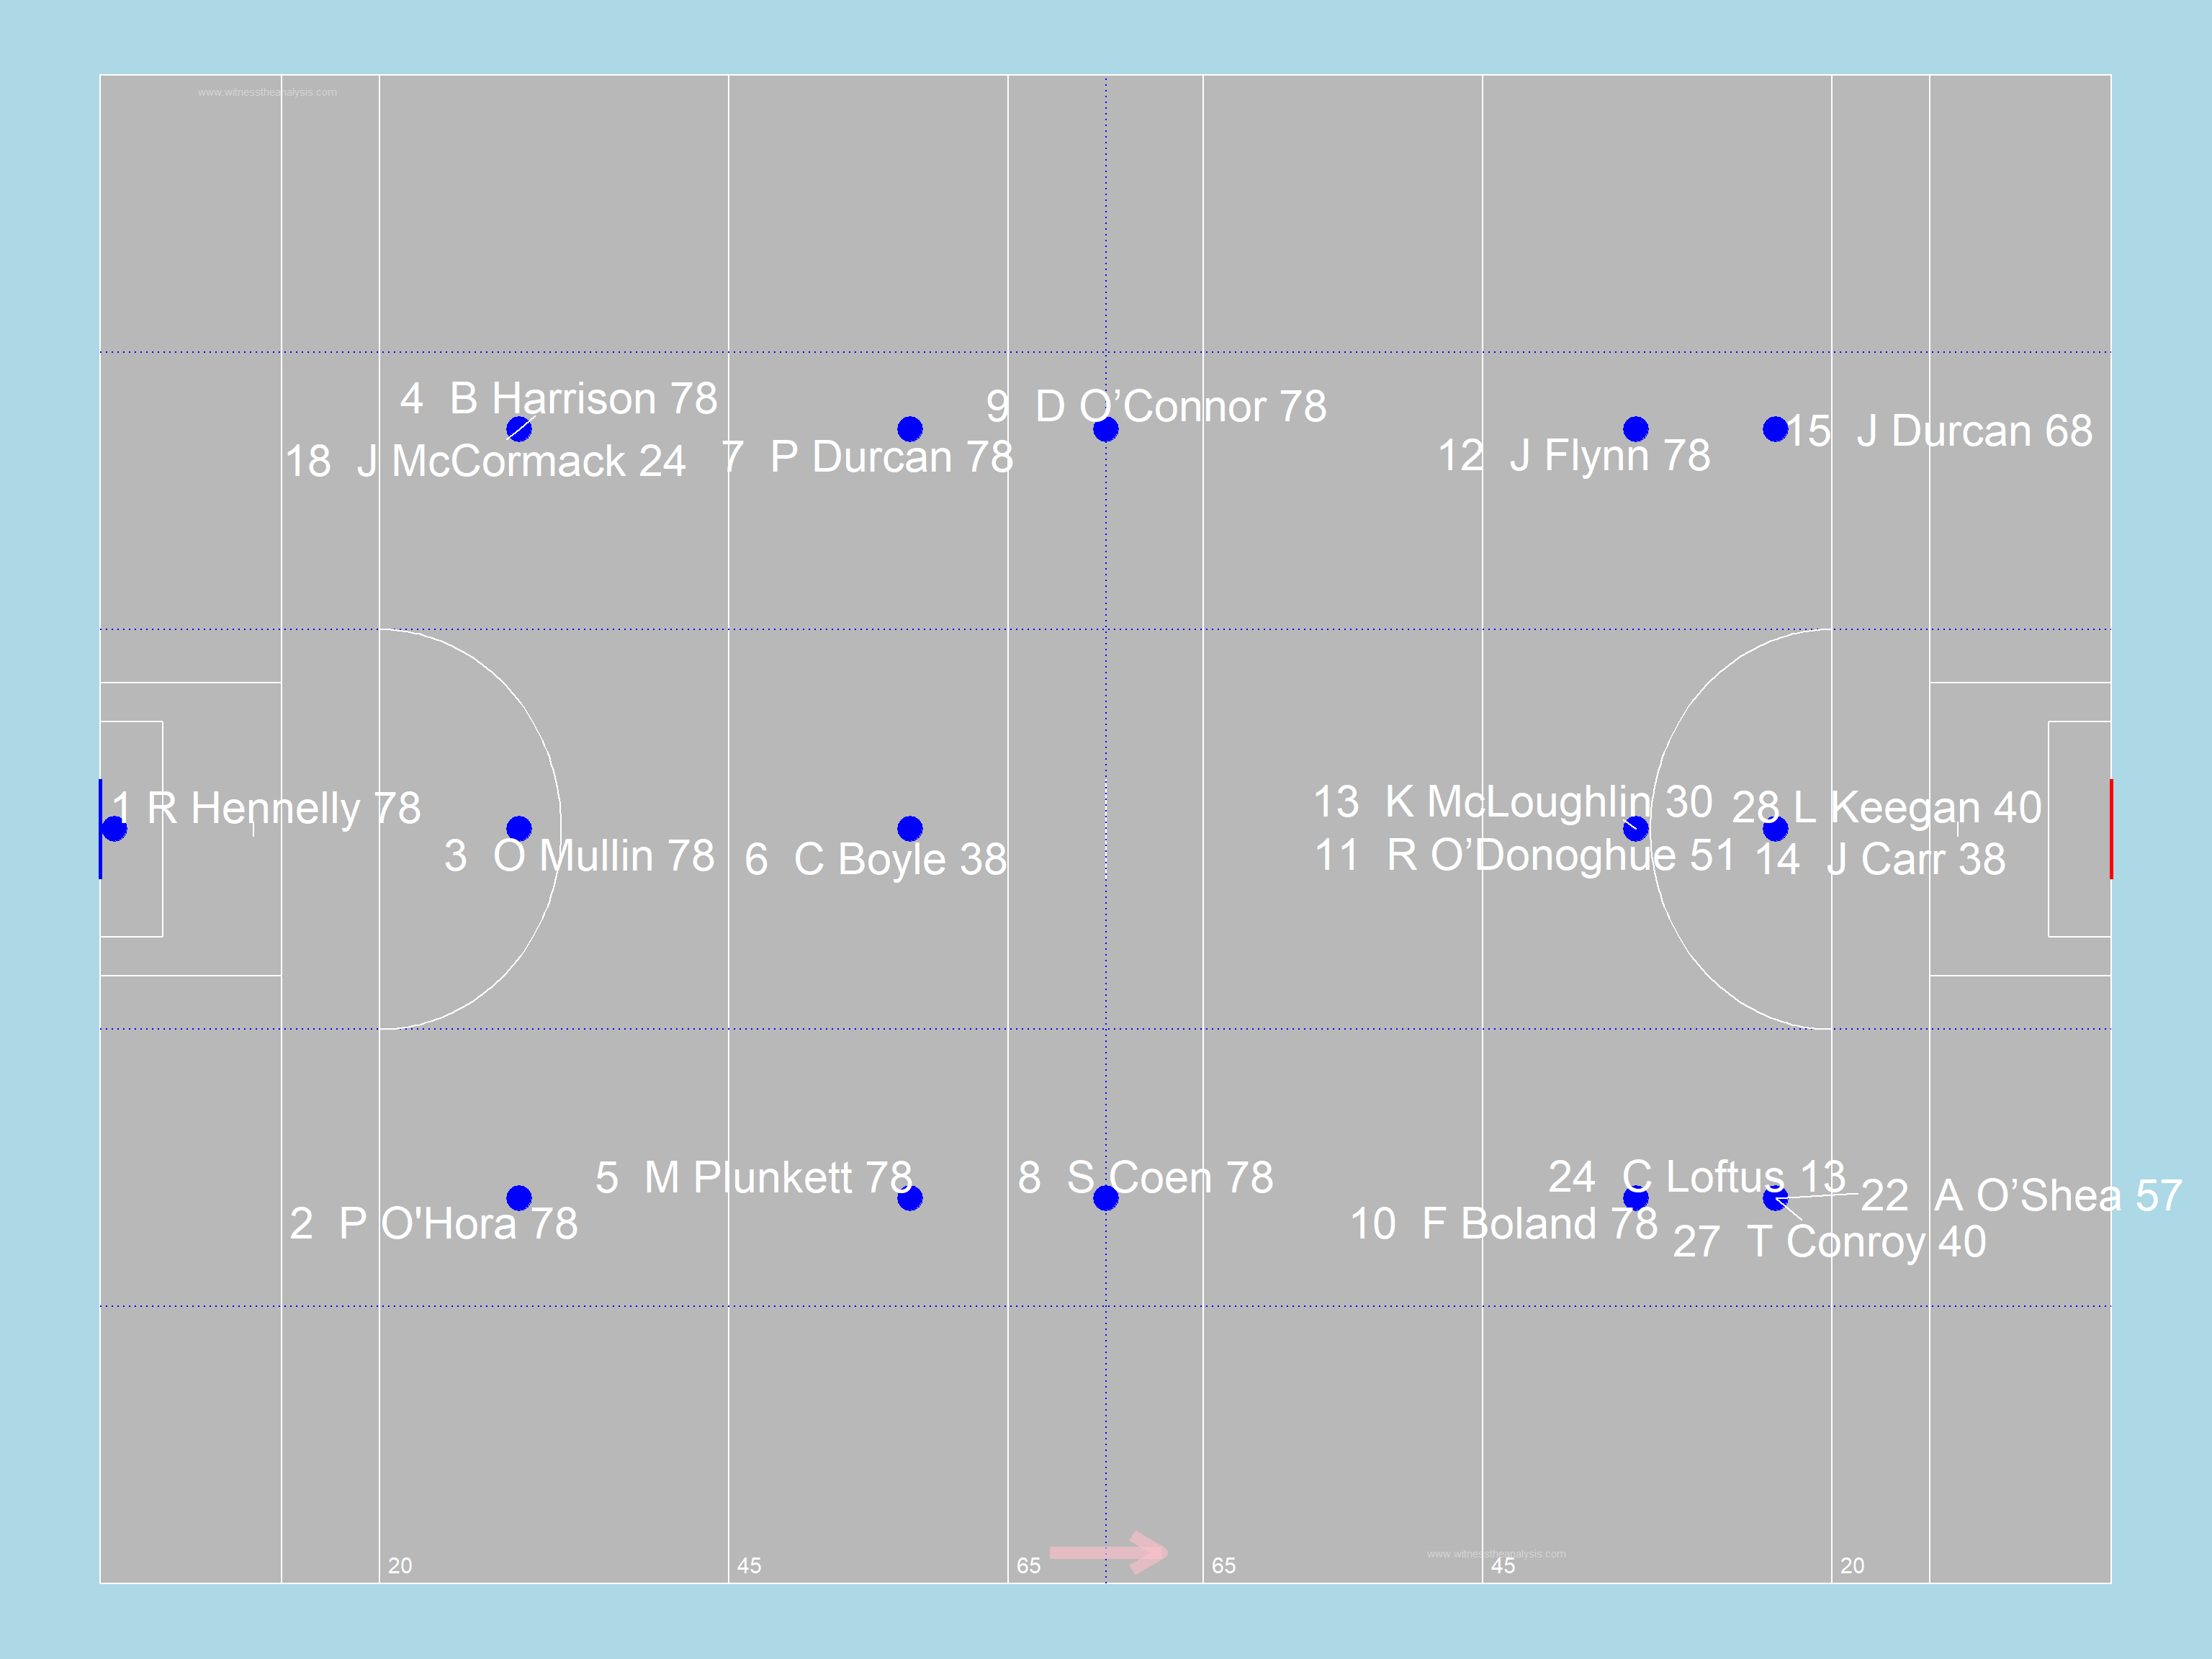 www.witnesstheanalysis.com
4 B Harrison 78
18 J McCormack 24
7 P Durcan 78
9 D O’Connor 78
12 J Flynn 78
15 J Durcan 68
1 R Hennelly 78
3 O Mullin 78
6 C Boyle 38
13 K McLoughlin 30
11 R O’Donoghue 51
28 L Keegan 40
14 J Carr 38
2 P O'Hora 78
5 M Plunkett 78
8 S Coen 78
24 C Loftus 13
10 F Boland 78
22 A O’Shea 57
27 T Conroy 40
www.witnesstheanalysis.com
20
45
65
65
45
20